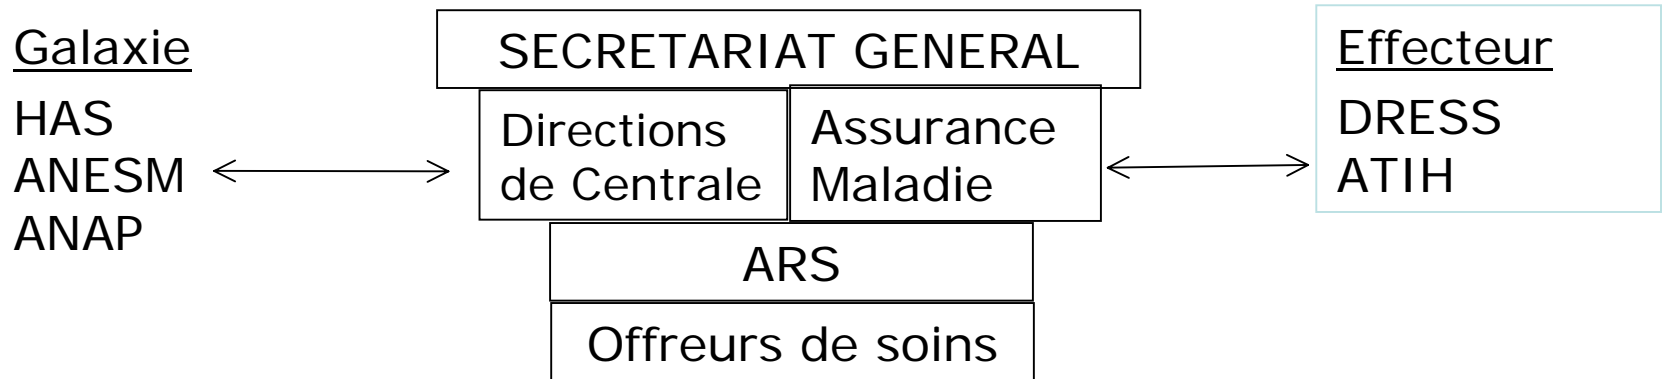 Galaxie
HAS
ANESM
ANAP
SECRETARIAT GENERAL
Directions
de Centrale
Assurance
Maladie
ARS
Offreurs de soins
Effecteur
DRESS
ATIH